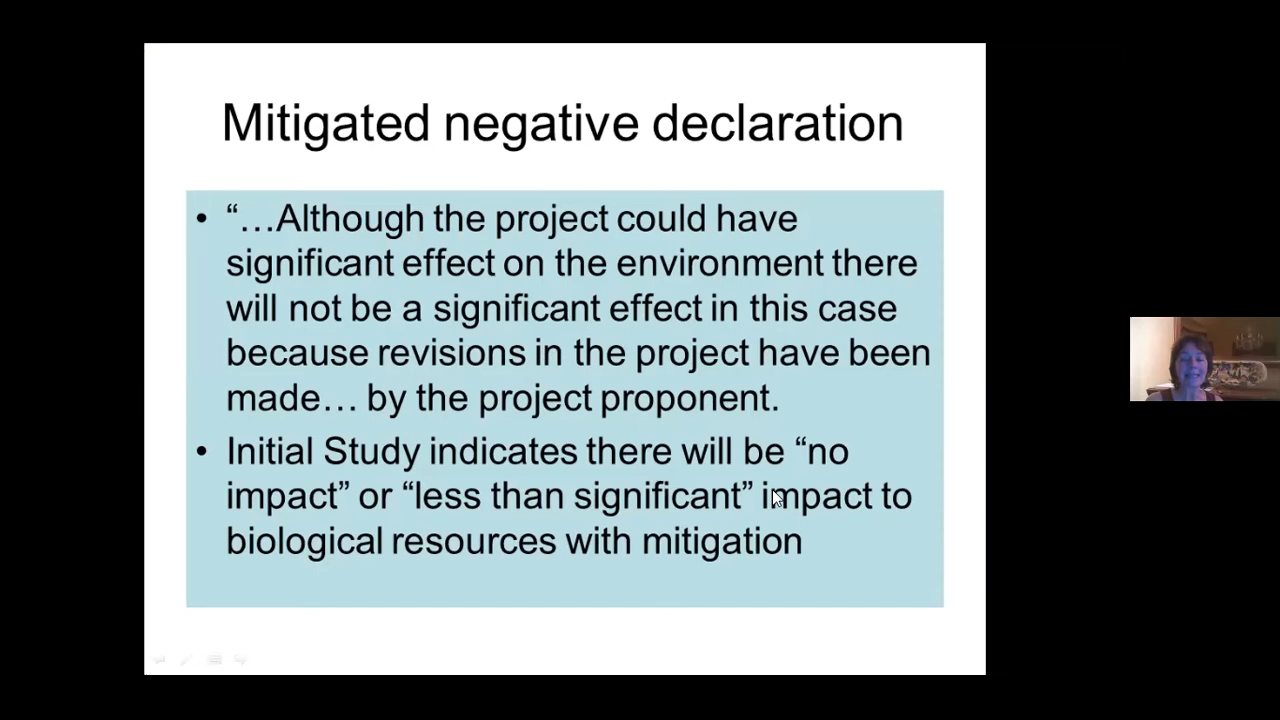 Mitigated negative declaration
• “…Although the project could have
significant effect on the environment there
will not be a significant effect in this case
because revisions in the project have been
made… by the project proponent.
• Initial Study indicates there will be “no
impact” or “less than significant” impact to
biological resources with mitigation